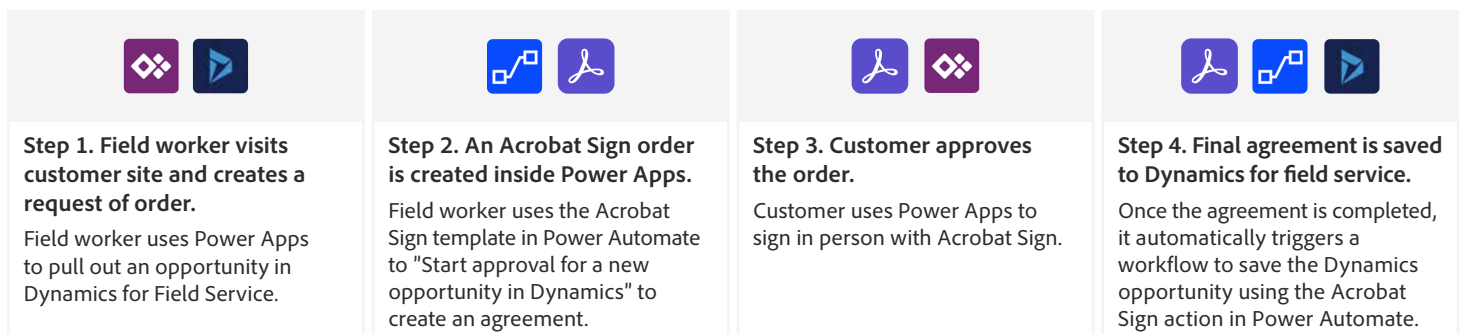 Step 1. Field worker visits
customer site and creates a
request of order.
Field worker uses Power Apps
to pull out an opportunity in
Dynamics for Field Service.
Step 2. An Acrobat Sign order
is created inside Power Apps.
Field worker uses the Acrobat
Sign template in Power Automate
to "Start approval for a new
opportunity in Dynamics" to
create an agreement.
Step 3. Customer approves
the order.
Customer uses Power Apps to
sign in person with Acrobat Sign.
Step 4. Final agreement is saved
to Dynamics for field service.
Once the agreement is completed,
it automatically triggers a
workflow to save the Dynamics
opportunity using the Acrobat
Sign action in Power Automate.